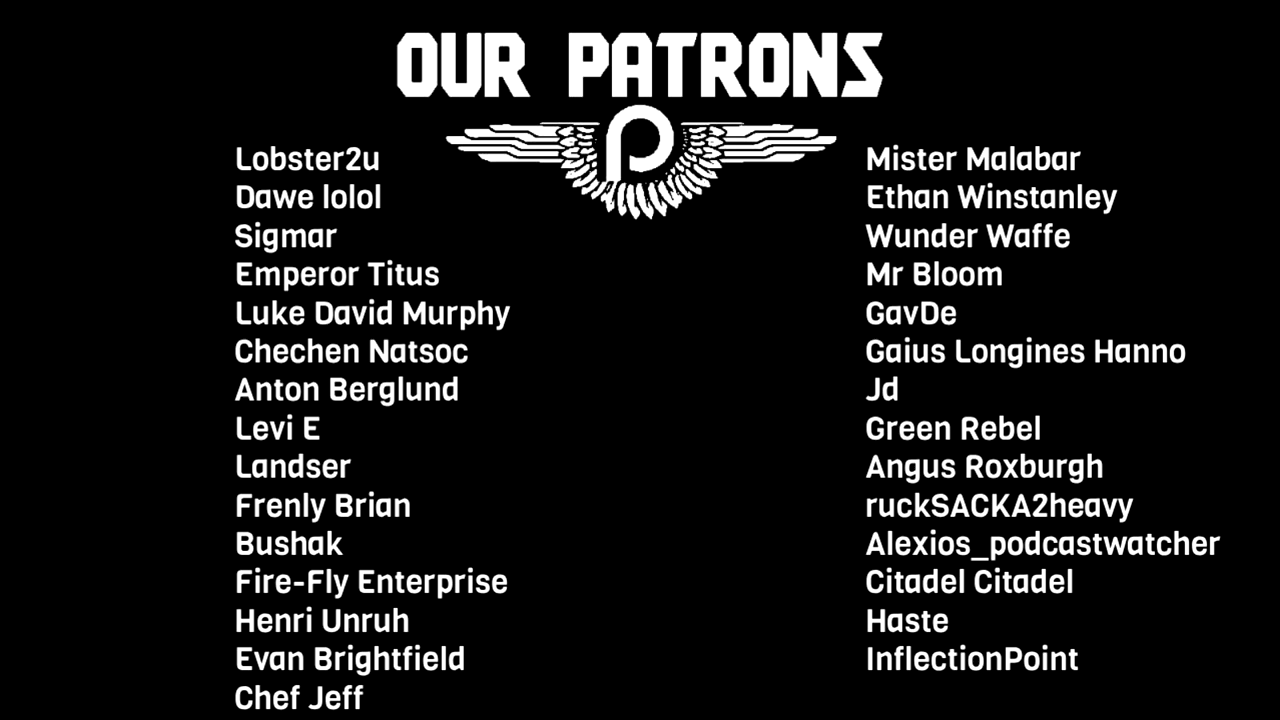 OUR PATRONS
Lobster2u
Dawe lolol
Sigmar
Emperor Titus
Luke David Murphy
Chechen Natsoc
Anton Berglund
Levi E
Landser
Frenly Brian
Bushak
Fire-Fly Enterprise
Henri Unruh
Evan Brightfield
Chef Jeff
Mister Malabar
Ethan Winstanley
Wunder Waffe
Mr Bloom
GavDe
Gaius Longines Hanno
Jd
Green Rebel
Angus Roxburgh
ruckSACKA2heavy
Alexios_podcastwatcher
Citadel Citadel
Haste
InflectionPoint